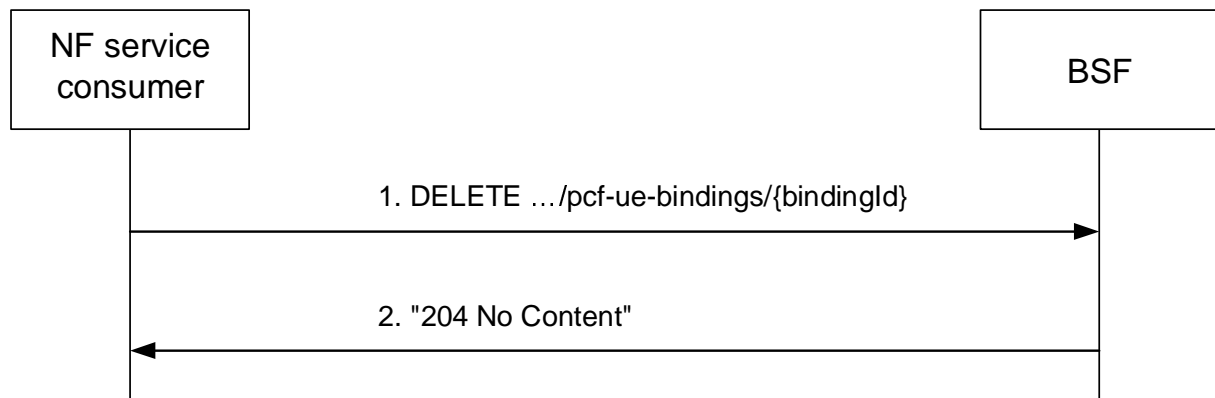 NF service
consumer
BSF
1. DELETE …/pcf-ue-bindings/{bindingId}
2. "204 No Content"